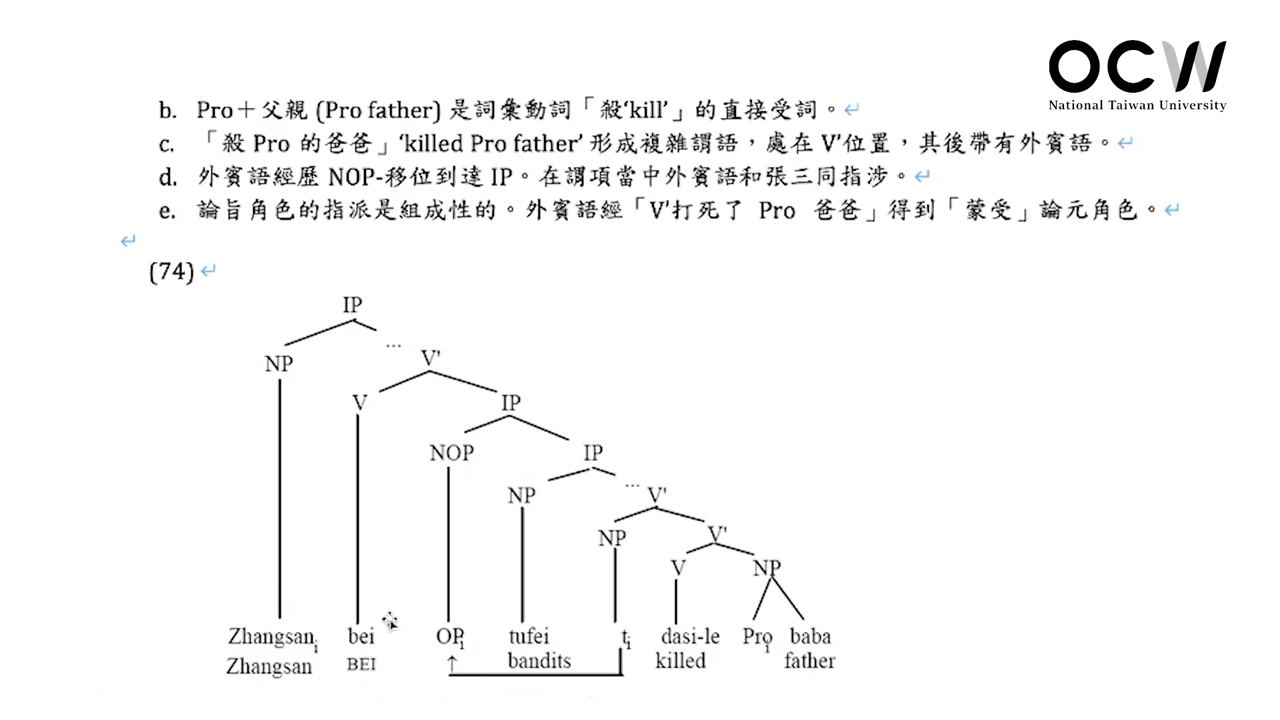 OCW
National Taiwan University
b. Pro＋父親 (Pro father) 是詞彙動詞「殺‘kill’」的直接受詞。
c. 「殺 Pro 的爸爸」‘killed Pro father’ 形成複雜謂語，處在 V’位置，其後帶有外賓語。
d. 外賓語經歷 NOP-移位到達 IP。在謂項當中外賓語和張三同指涉。
e. 論旨角色的指派是組成性的。外賓語經「V’打死了 Pro 爸爸」得到「蒙受」論元角色。
(74)
IP
NP ... V'
V IP
NOP IP
NP ... V'
NP V'
V NP
Zhangsan i bei OP i tufei t i dasi-le Pro i baba
Zhangsan BEI bandits killed father